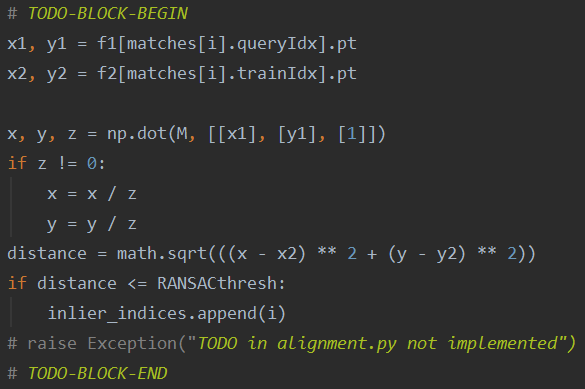 # TODO-BLOCK-BEGIN
x1, y1 = f1[matches[i].queryIdx].pt
x2, y2 = f2[matches[i].trainIdx].pt
x, y, z = np.dot(M, [[x1], [y1], [1]])
if z != 0:
    x = x / z
    y = y / z
distance = math.sqrt(((x - x2) ** 2 + (y - y2) ** 2))
if distance <= RANSACthresh:
    inlier_indices.append(i)
# raise Exception("TODO in alignment.py not implemented")
# TODO-BLOCK-END